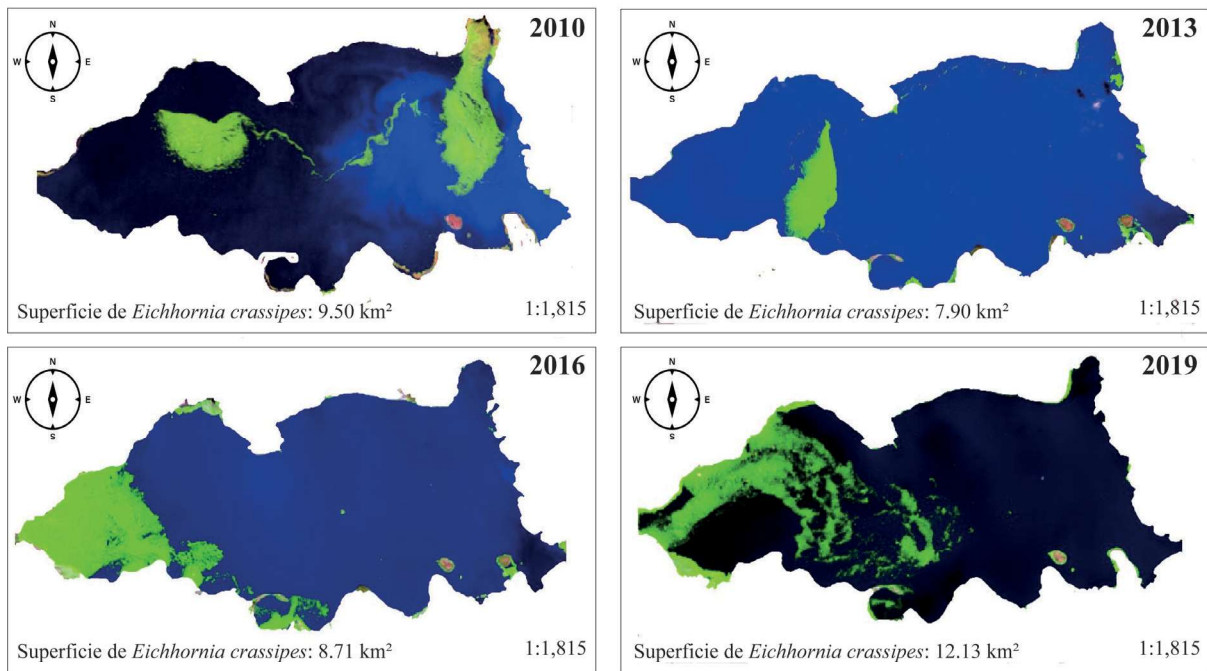 N
W E
S
2010
Superficie de Eichhornia crassipes: 9.50 km²
1:1,815
N
W E
S
2013
Superficie de Eichhornia crassipes: 7.90 km²
1:1,815
N
W E
S
2016
Superficie de Eichhornia crassipes: 8.71 km²
1:1,815
N
W E
S
2019
Superficie de Eichhornia crassipes: 12.13 km²
1:1,815